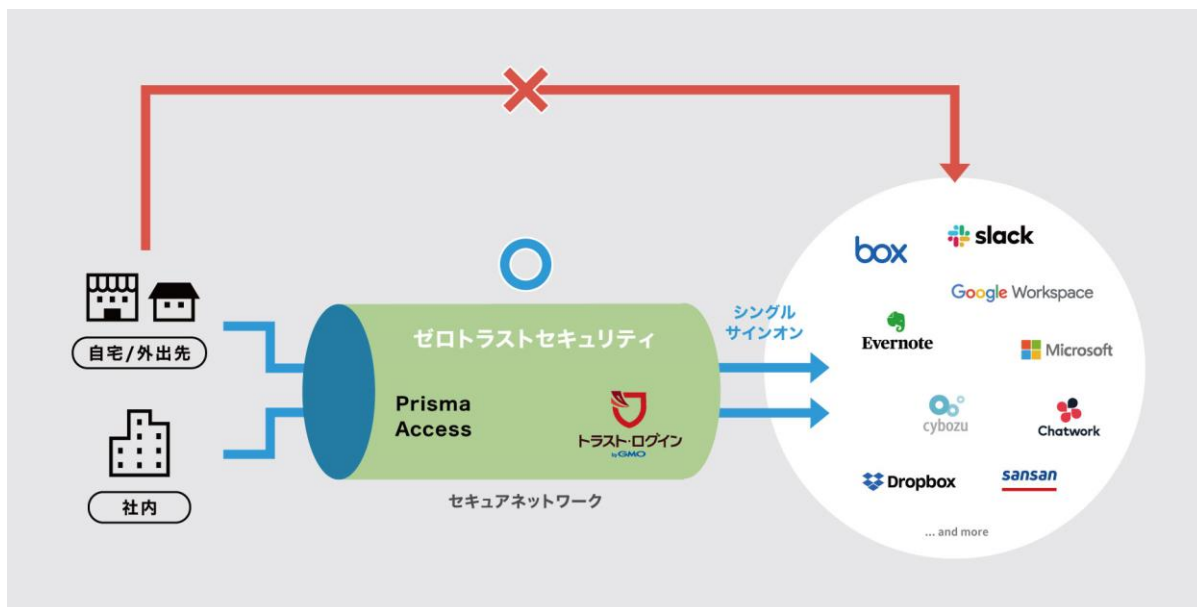 box
slack
Google Workspace
Evernote
Microsoft
cybozu
Chatwork
Dropbox
sansan
... and more
自宅/外出先
社内
ゼロトラストセキュリティ
Prisma
Access
トラスト・ログイン
by GMO
セキュアネットワーク
シングル
サインオン